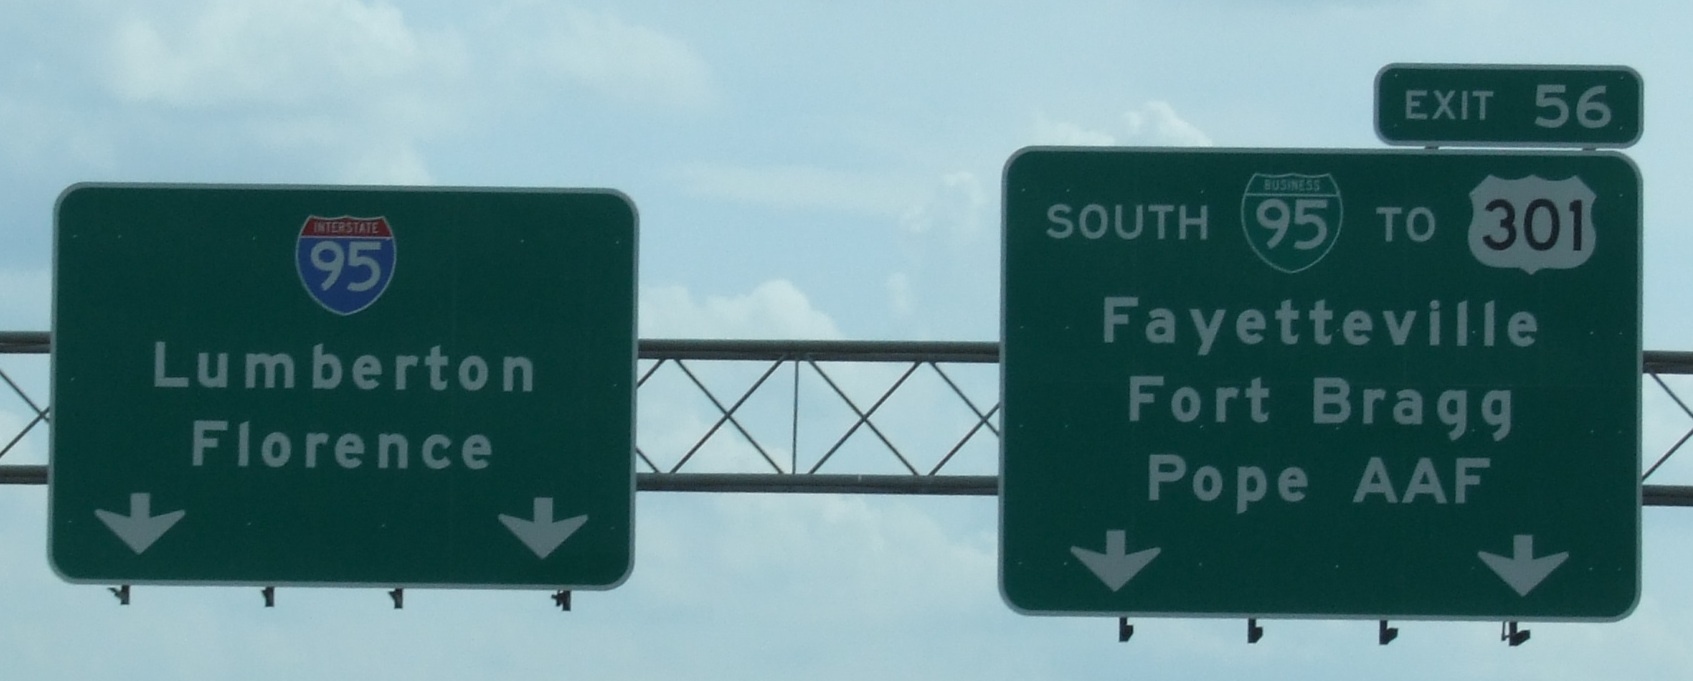 INTERSTATE
95
Lumberton
Florence
EXIT 56
BUSINESS
SOUTH 95 TO 301
Fayetteville
Fort Bragg
Pope AAF